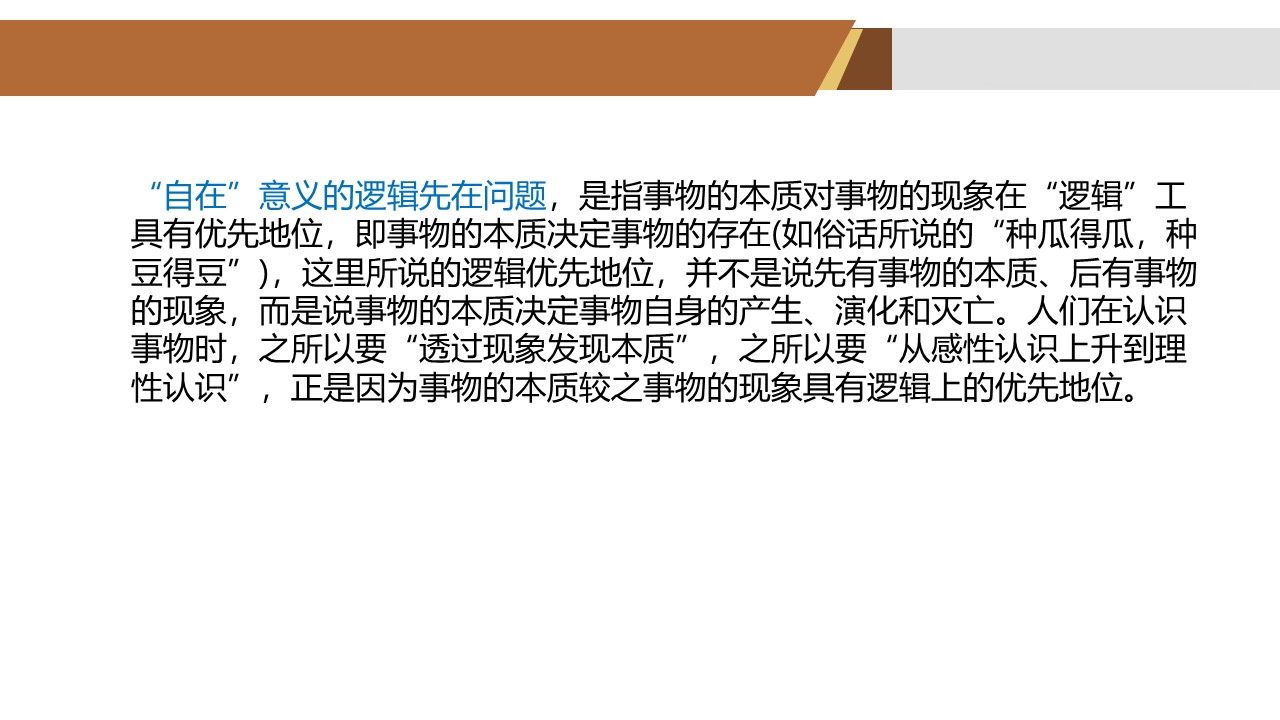 “自在”意义的逻辑先在问题，是指事物的本质对事物的现象在“逻辑”工
具有优先地位，即事物的本质决定事物的存在(如俗话所说的“种瓜得瓜，种
豆得豆”)，这里所说的逻辑优先地位，并不是说先有事物的本质、后有事物
的现象，而是说事物的本质决定事物自身的产生、演化和灭亡。人们在认识
事物时，之所以要“透过现象发现本质”，之所以要“从感性认识上升到理
性认识”，正是因为事物的本质较之事物的现象具有逻辑上的优先地位。